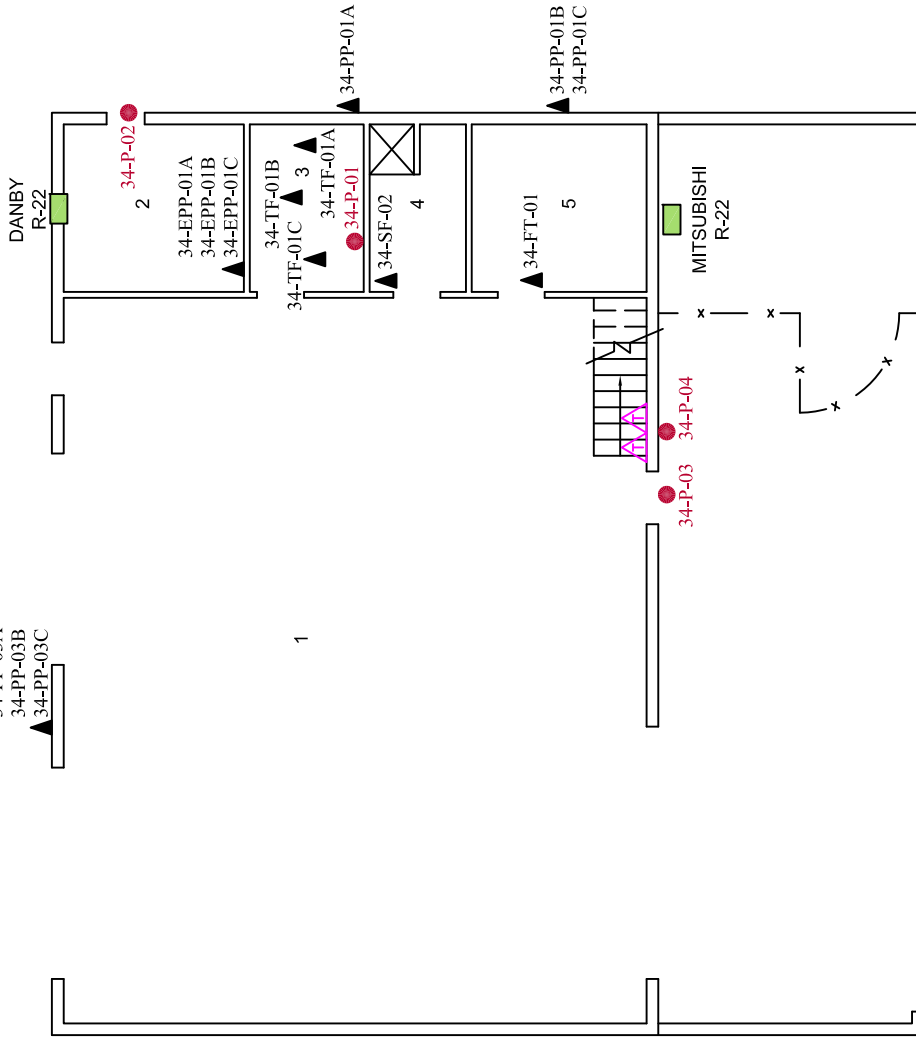 DANBY
R-22
34-P-02
2
34-EPP-01A
34-EPP-01B
34-EPP-01C
34-TF-01B
34-TF-01C
3
34-TF-01A
34-P-01
34-PP-01A
34-SF-02
4
34-FT-01
5
34-PP-01B
34-PP-01C
MITSUBISHI
R-22
T
T
34-P-04
34-P-03
1
34-PP-03B
34-PP-03C
x
x
x
x
x